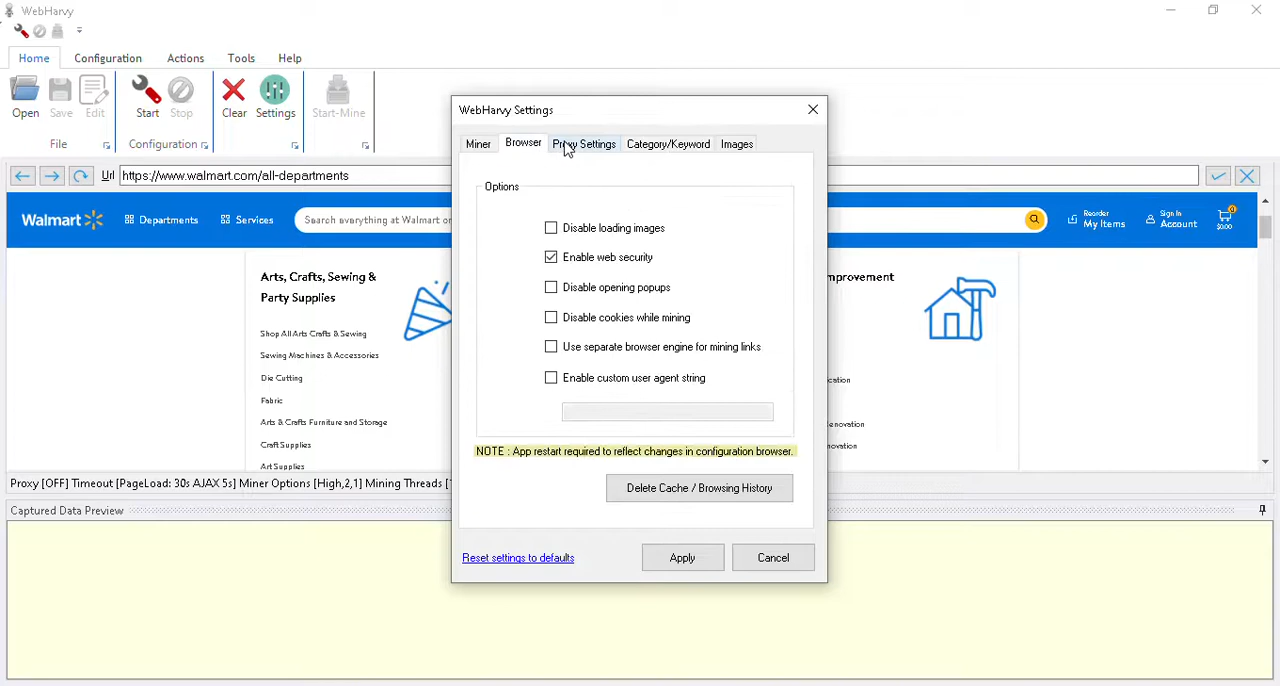 WebHarvy
Home Configuration Actions Tools Help
Open Save Edit Start Stop Clear Settings Start-Mine
File Configuration
WebHarvy Settings
Miner Browser Proxy Settings Category/Keyword Images
Url https://www.walmart.com/all-departments
Walmart Departments Services Search everything at Walmart Reorder My Items Sign In Account 0 $0.00
Options
Disable loading images
Enable web security
Disable opening popups
Disable cookies while mining
Use separate browser engine for mining links
Enable custom user agent string
NOTE : App restart required to reflect changes in configuration browser.
Delete Cache / Browsing History
Reset settings to defaults Apply Cancel
Arts, Crafts, Sewing &
Party Supplies
Shop All Arts Crafts & Sewing
Sewing Machines & Accessories
Die Cutting
Fabric
Arts & Crafts Furniture and Storage
Craft Supplies
Art Supplies
Proxy [OFF] Timeout [PageLoad: 30s AJAX 5s] Miner Options [High,2,1] Mining Threads [
Captured Data Preview